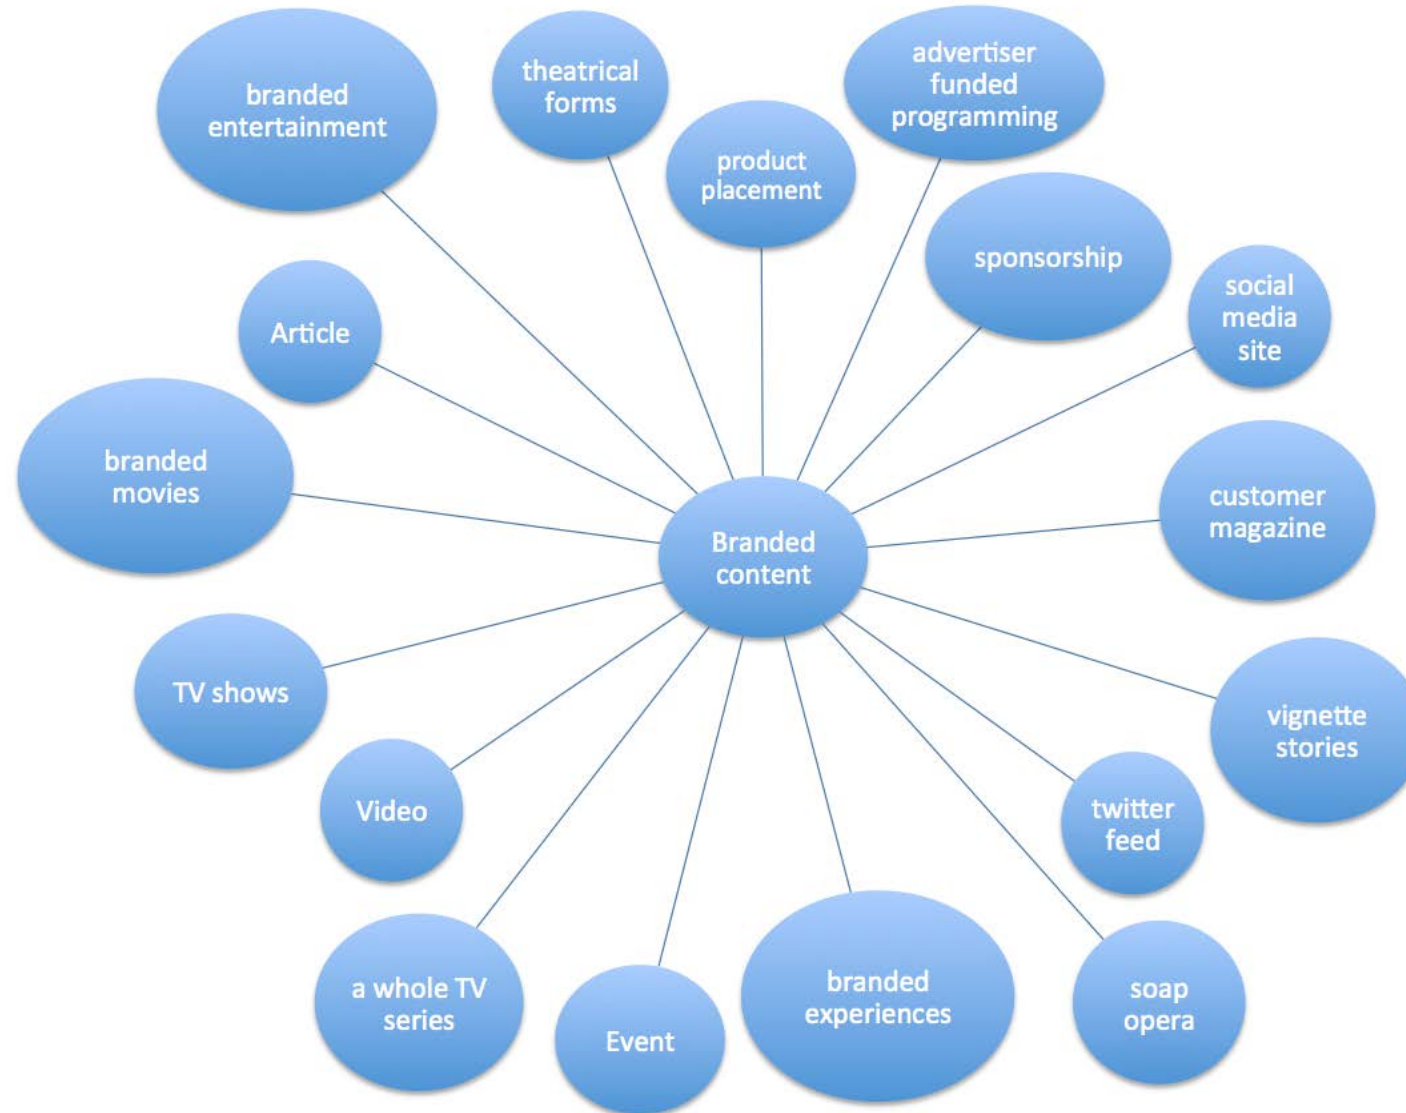 branded
entertainment
theatrical
forms
advertiser
funded
programming
product
placement
sponsorship
social
media
site
Article
branded
movies
customer
magazine
Branded
content
TV shows
vignette
stories
Video
twitter
feed
a whole TV
series
Event
branded
experiences
soap
opera